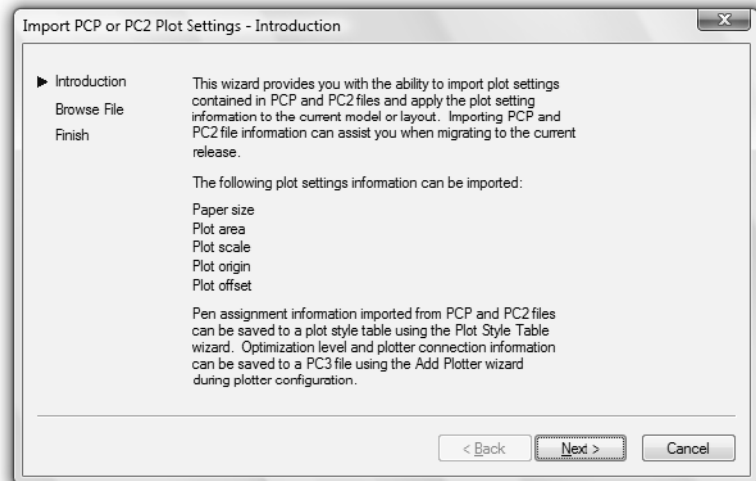 Import PCP or PC2 Plot Settings - Introduction
Introduction
Browse File
Finish
This wizard provides you with the ability to import plot settings
contained in PCP and PC2 files and apply the plot setting
information to the current model or layout. Importing PCP and
PC2 file information can assist you when migrating to the current
release.
The following plot settings information can be imported:
Paper size
Plot area
Plot scale
Plot origin
Plot offset
Pen assignment information imported from PCP and PC2 files
can be saved to a plot style table using the Plot Style Table
wizard. Optimization level and plotter connection information
can be saved to a PC3 file using the Add Plotter wizard
during plotter configuration.
< Back
Next >
Cancel